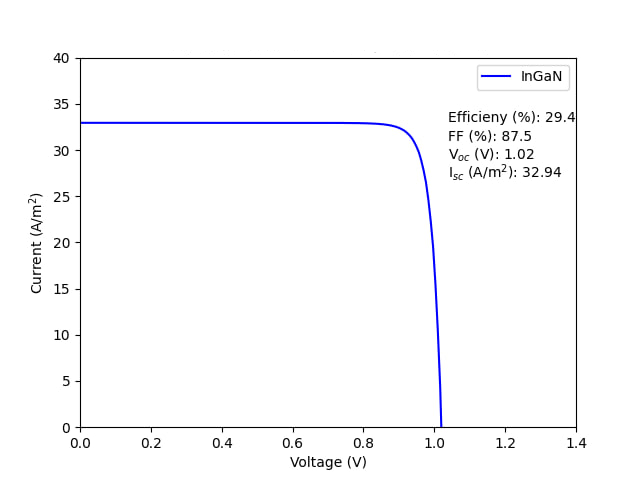 40
35
30
25
20
15
10
5
0
Current (A/m²)
InGaN
Efficieny (%): 29.4
FF (%): 87.5
Voc (V): 1.02
Isc (A/m²): 32.94
0.0 0.2 0.4 0.6 0.8 1.0 1.2 1.4
Voltage (V)